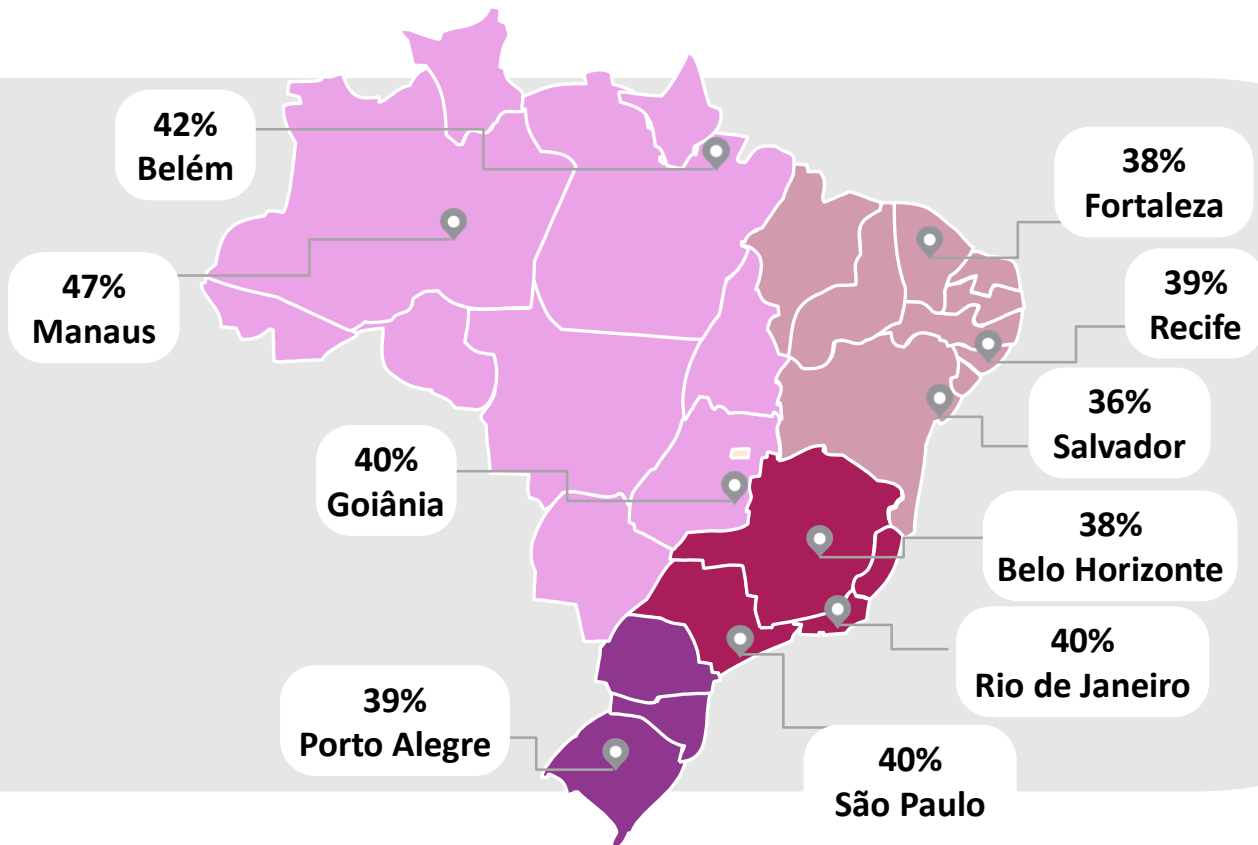 42%
Belém
47%
Manaus
40%
Goiânia
39%
Porto Alegre
38%
Fortaleza
39%
Recife
36%
Salvador
38%
Belo Horizonte
40%
Rio de Janeiro
40%
São Paulo